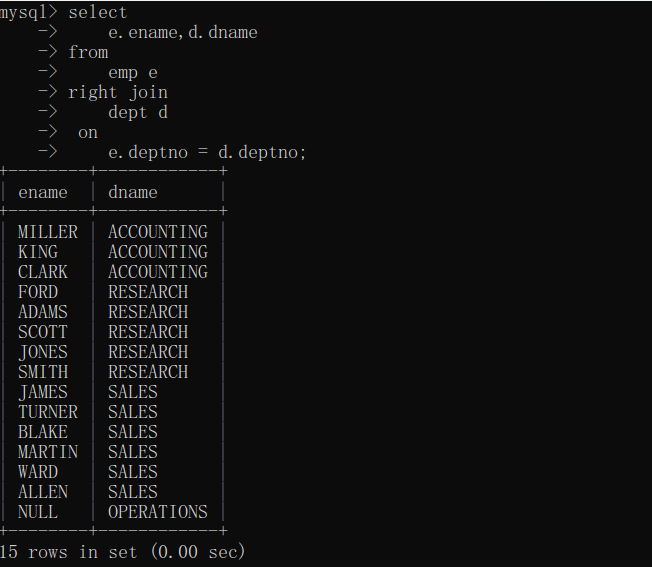 mysql> select
    ->     e.ename,d.dname
    -> from
    ->     emp e
    -> right join
    ->     dept d
    ->  on
    ->     e.deptno = d.deptno;
+--------+------------+
| ename  | dname      |
+--------+------------+
| MILLER | ACCOUNTING |
| KING   | ACCOUNTING |
| CLARK  | ACCOUNTING |
| FORD   | RESEARCH   |
| ADAMS  | RESEARCH   |
| SCOTT  | RESEARCH   |
| JONES  | RESEARCH   |
| SMITH  | RESEARCH   |
| JAMES  | SALES      |
| TURNER | SALES      |
| BLAKE  | SALES      |
| MARTIN | SALES      |
| WARD   | SALES      |
| ALLEN  | SALES      |
| NULL   | OPERATIONS |
+--------+------------+
15 rows in set (0.00 sec)